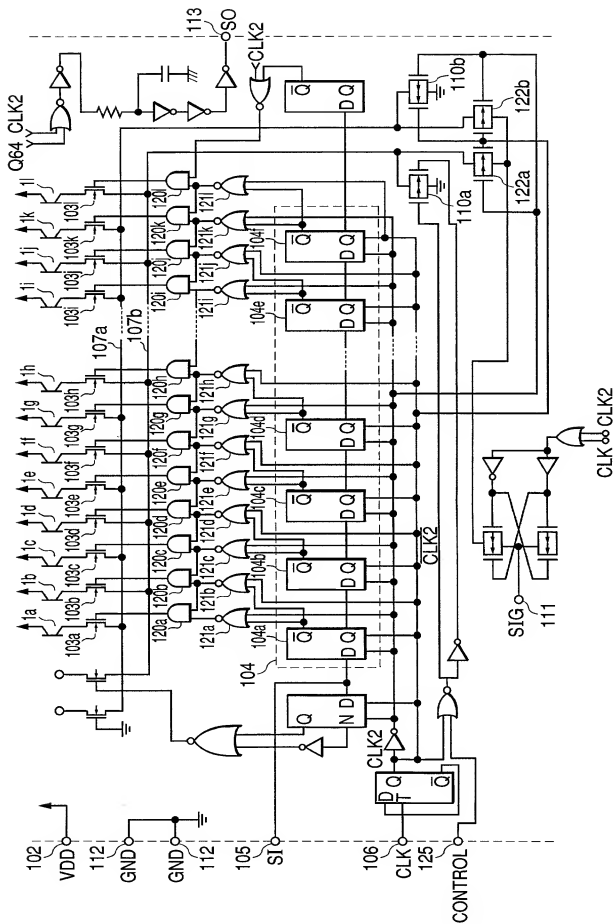 Q64 CLK2
113
SO
1a
1b
1c
1d
1e
1f
1g
1h
1i
1j
1k
1l
103a
103b
103c
103d
103e
103f
103g
103h
103i
103j
103k
103j
107a
107b
120a
120b
120c
120d
120e
120f
120g
120h
120i
120j
120k
120l
121a
121b
121c
121d
121e
121f
121g
121h
121i
121j
121k
121l
CLK2
104
104a
104b
104c
104d
104e
104f
Q
D Q
Q
D Q
Q
D Q
Q
D Q
Q
D Q
Q
D Q
Q
D Q
Q
N D
102
VDD
112
GND
112
GND
105
SI
106
CLK
D
T
Q
Q
CLK2
CLK2
125
CONTROL
110a
110b
122a
122b
SIG
111
CLK
CLK2